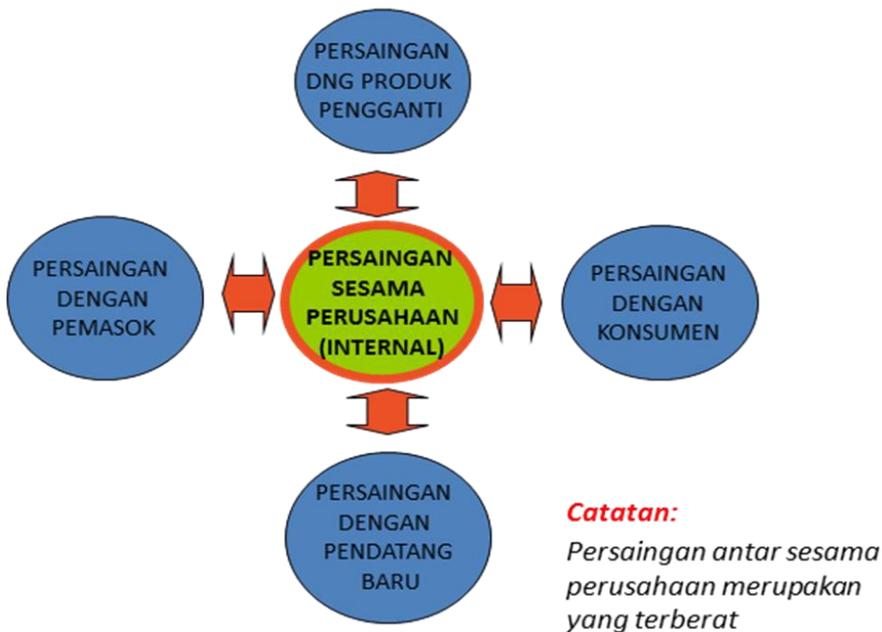 PERSAINGAN
DNG PRODUK
PENGGANTI
PERSAINGAN
DENGAN
PEMASOK
PERSAINGAN
SESAMA
PERUSAHAAN
(INTERNAL)
PERSAINGAN
DENGAN
KONSUMEN
PERSAINGAN
DENGAN
PENDATANG
BARU
Catatan:
Persaingan antar sesama
perusahaan merupakan
yang terberat